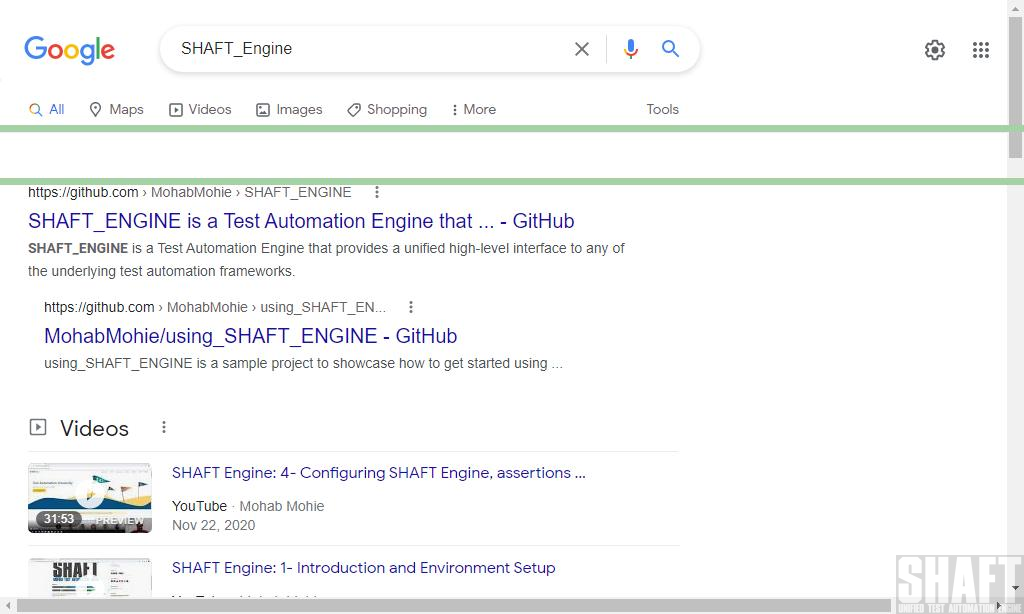 Google
SHAFT_Engine
All
Maps
Videos
Images
Shopping
More
Tools
https://github.com › MohabMohie › SHAFT_ENGINE
SHAFT_ENGINE is a Test Automation Engine that ... - GitHub
SHAFT_ENGINE is a Test Automation Engine that provides a unified high-level interface to any of
the underlying test automation frameworks.
https://github.com › MohabMohie › using_SHAFT_EN...
MohabMohie/using_SHAFT_ENGINE - GitHub
using_SHAFT_ENGINE is a sample project to showcase how to get started using ...
Videos
SHAFT Engine: 4- Configuring SHAFT Engine, assertions ...
31:53
PREVIEW
YouTube · Mohab Mohie
Nov 22, 2020
SHAFT Engine: 1- Introduction and Environment Setup
SHAFT
SHAFT